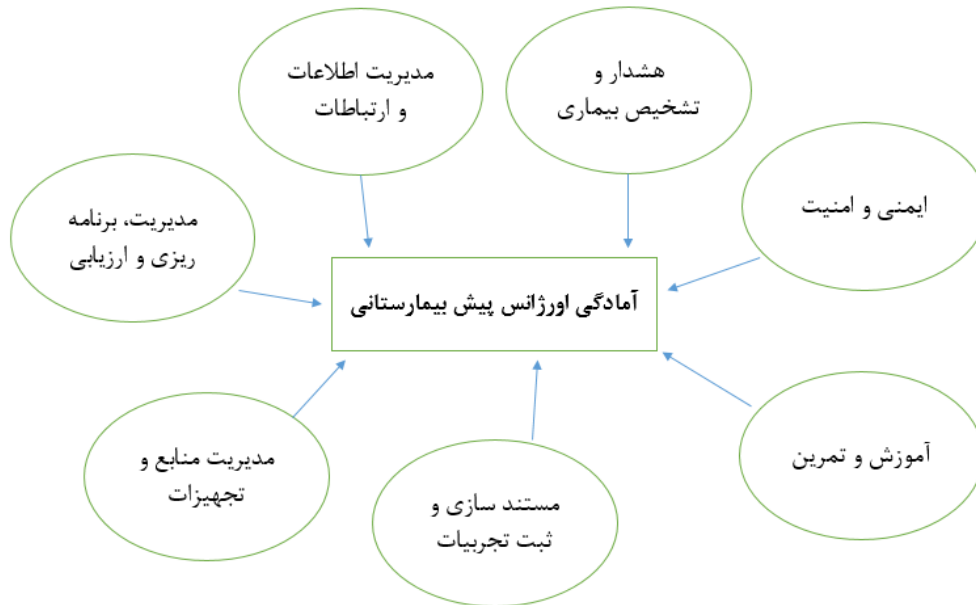 هشدار و
تشخیص بیماری
مدیریت اطلاعات
و ارتباطات
ایمنی و امنیت
مدیریت، برنامه
ریزی و ارزیابی
آمادگی اورژانس پیش بیمارستانی
آموزش و تمرین
مدیریت منابع و
تجهیزات
مستند سازی و
ثبت تجربیات